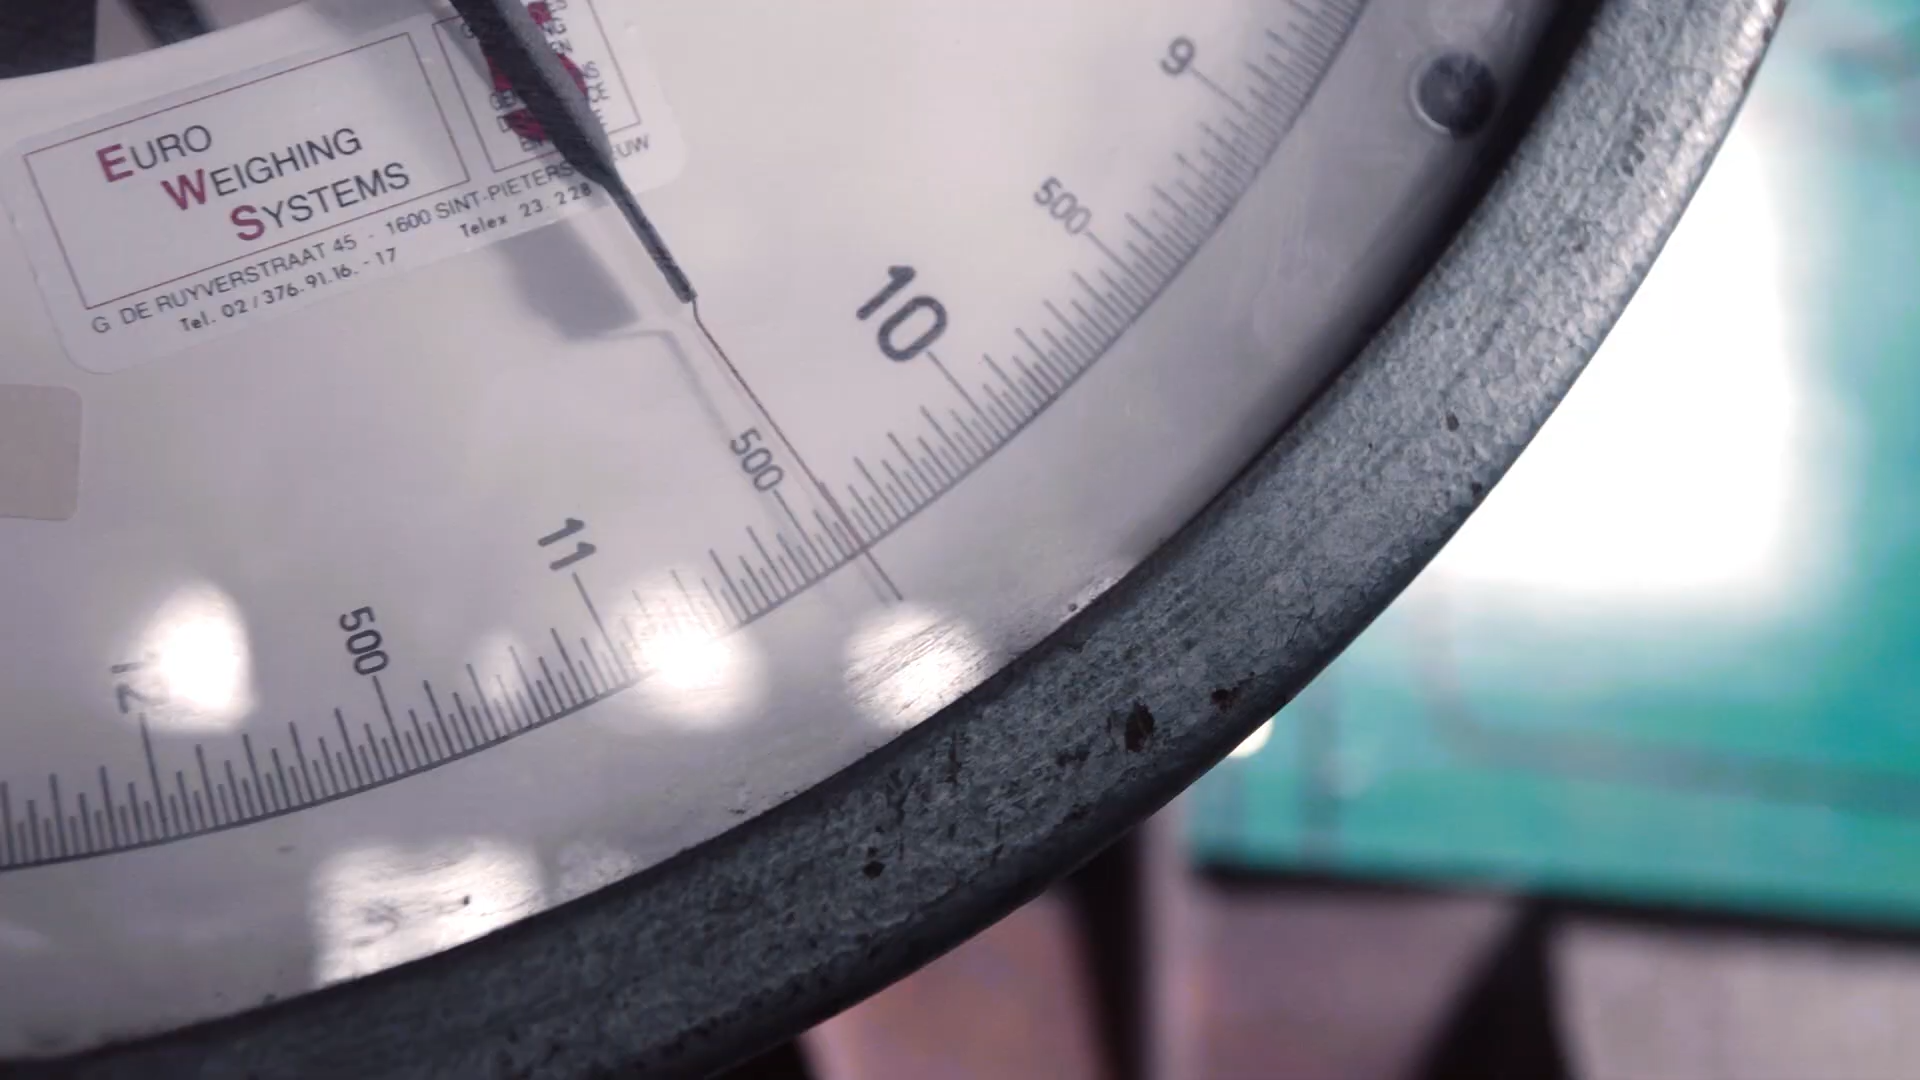 EURO
WEIGHING
SYSTEMS
G. DE RUYVERSTRAAT 45 - 1600 SINT-PIETERS
Tel. 02/376.91.16.-17
Telex 23.228
9
500
10
500
11
500
12